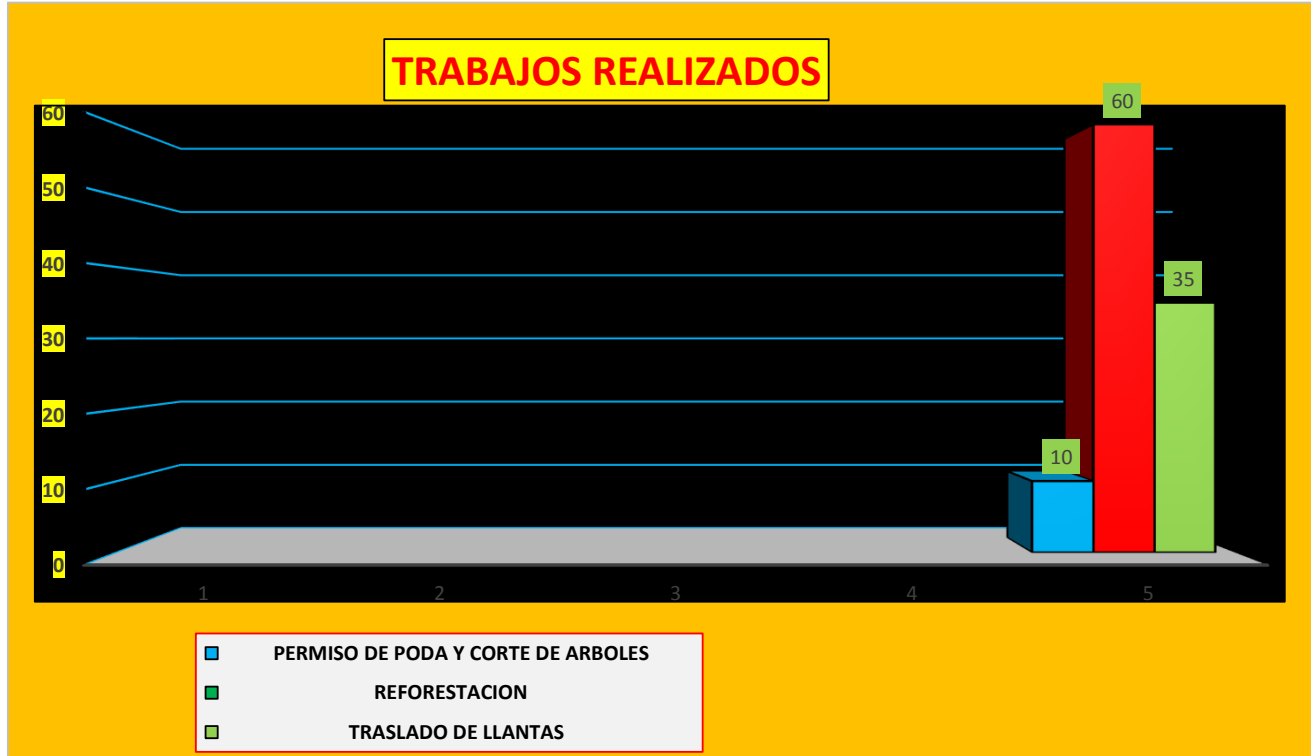 TRABAJOS REALIZADOS
60
50
40
30
20
10
0
10
60
35
1 2 3 4 5
PERMISO DE PODA Y CORTE DE ARBOLES
REFORESTACION
TRASLADO DE LLANTAS